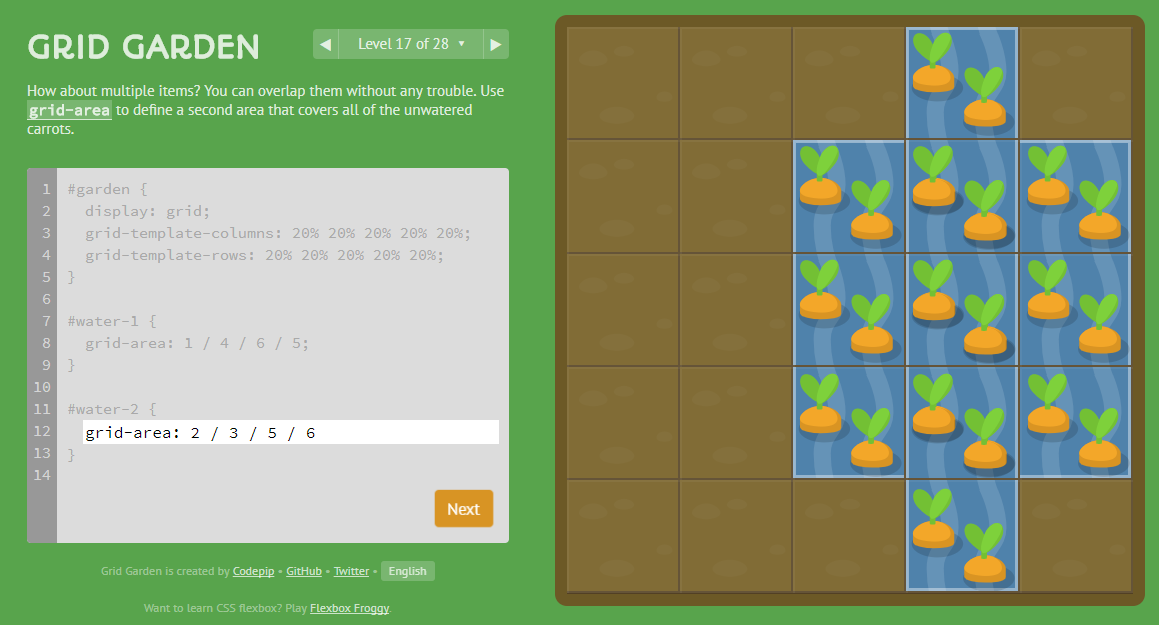 GRID GARDEN
◀ Level 17 of 28 ▼ ▶
How about multiple items? You can overlap them without any trouble. Use
grid-area to define a second area that covers all of the unwatered
carrots.
1 #garden {
2   display: grid;
3   grid-template-columns: 20% 20% 20% 20% 20%;
4   grid-template-rows: 20% 20% 20% 20% 20%;
5 }
6
7 #water-1 {
8   grid-area: 1 / 4 / 6 / 5;
9 }
10
11 #water-2 {
12   grid-area: 2 / 3 / 5 / 6
13 }
14
Next
Grid Garden is created by Codepip • GitHub • Twitter • English
Want to learn CSS flexbox? Play Flexbox Froggy.